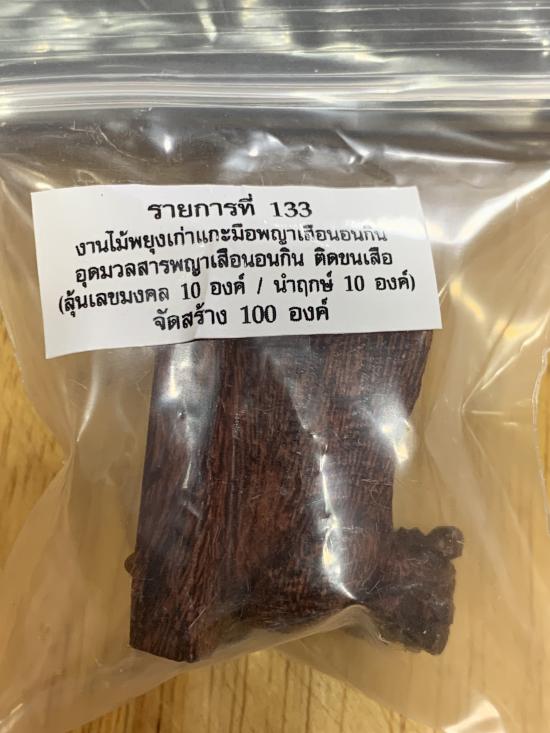 รายการที่ 133
งานไม้พยุงเก่าแกะมือพญาเสือนอนกิน
อุดมวลสารพญาเสือนอนกิน ติดขนเสือ
(ลุ้นเลขมงคล 10 องค์ / นำฤกษ์ 10 องค์)
จัดสร้าง 100 องค์